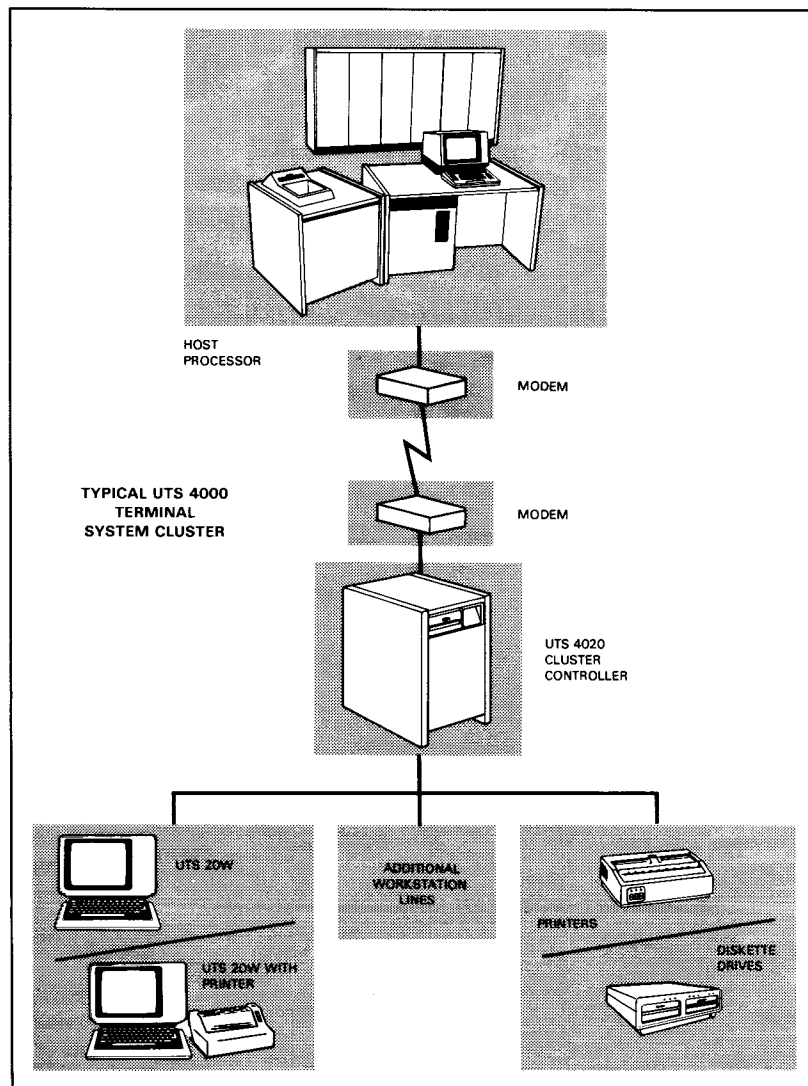 HOST
PROCESSOR
MODEM
TYPICAL UTS 4000
TERMINAL
SYSTEM CLUSTER
MODEM
UTS 4020
CLUSTER
CONTROLLER
UTS 20W
UTS 20W WITH
PRINTER
ADDITIONAL
WORKSTATION
LINES
PRINTERS
DISKETTE
DRIVES